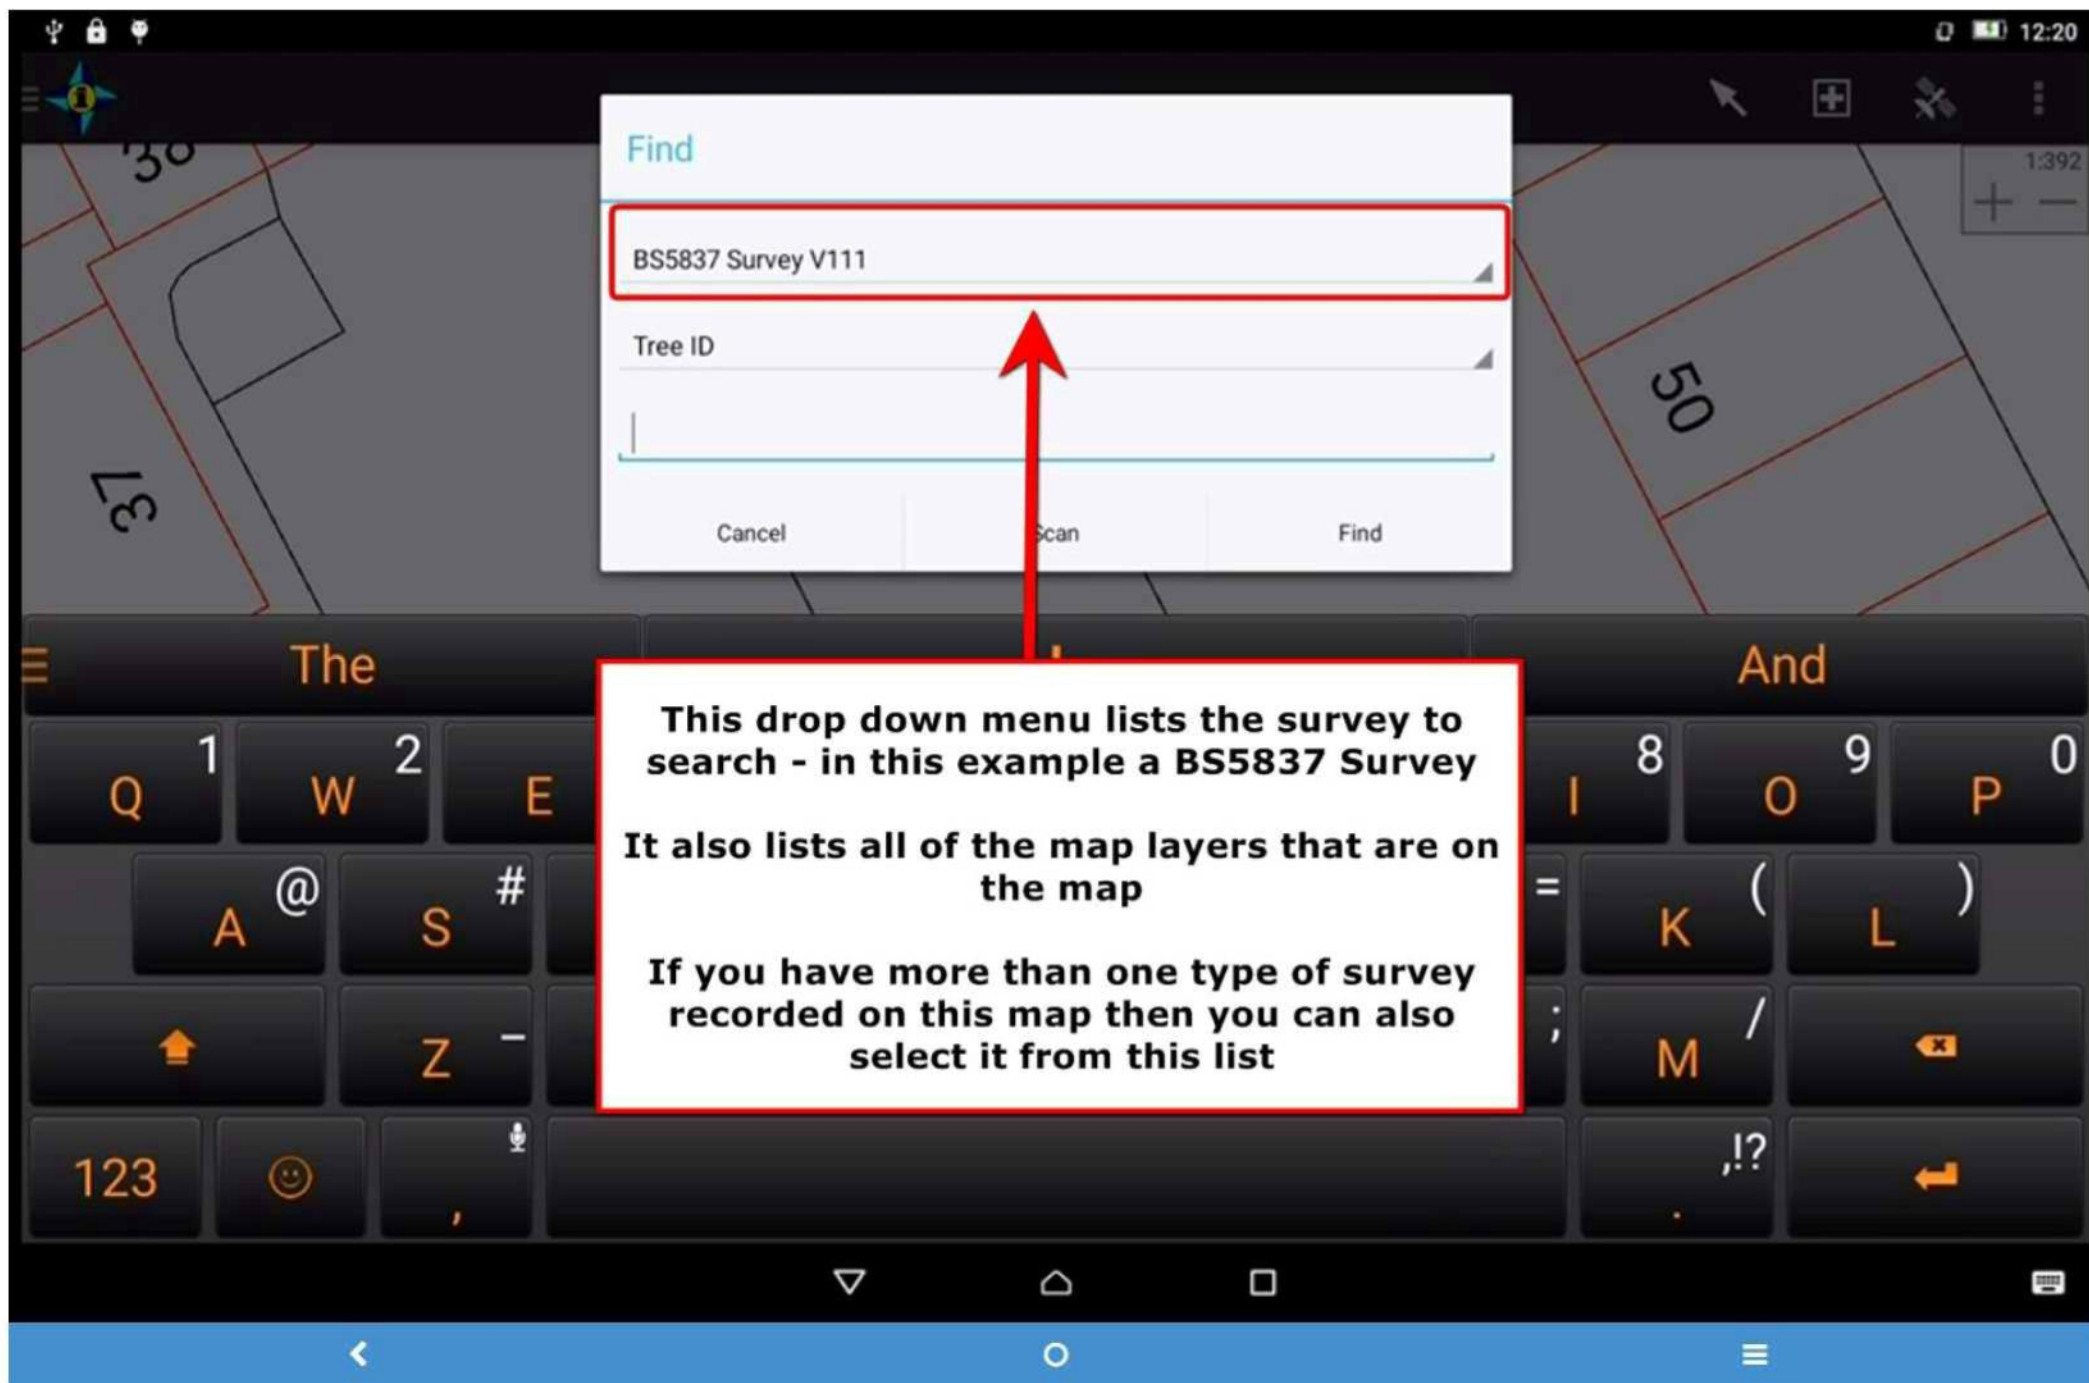 12:20
1:392
38
37
50
Find
BS5837 Survey V111
Tree ID
Cancel
Scan
Find
The
And
This drop down menu lists the survey to
search - in this example a BS5837 Survey
It also lists all of the map layers that are on
the map
If you have more than one type of survey
recorded on this map then you can also
select it from this list
Q 1 W 2 E I 8 O 9 P 0
A @ S # = K ( L )
Z _ ; M /
123 , . ,!?